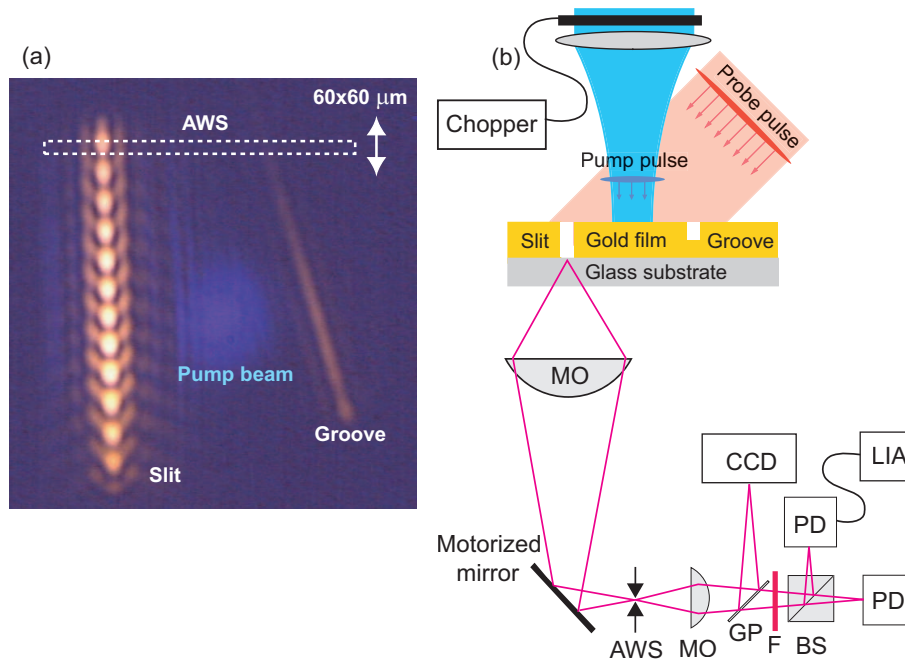 (a)
60x60 μm
AWS
Pump beam
Groove
Slit
(b)
Chopper
Probe pulse
Pump pulse
Slit
Gold film
Groove
Glass substrate
MO
CCD
LIA
PD
Motorized
mirror
PD
AWS
MO
GP
F
BS